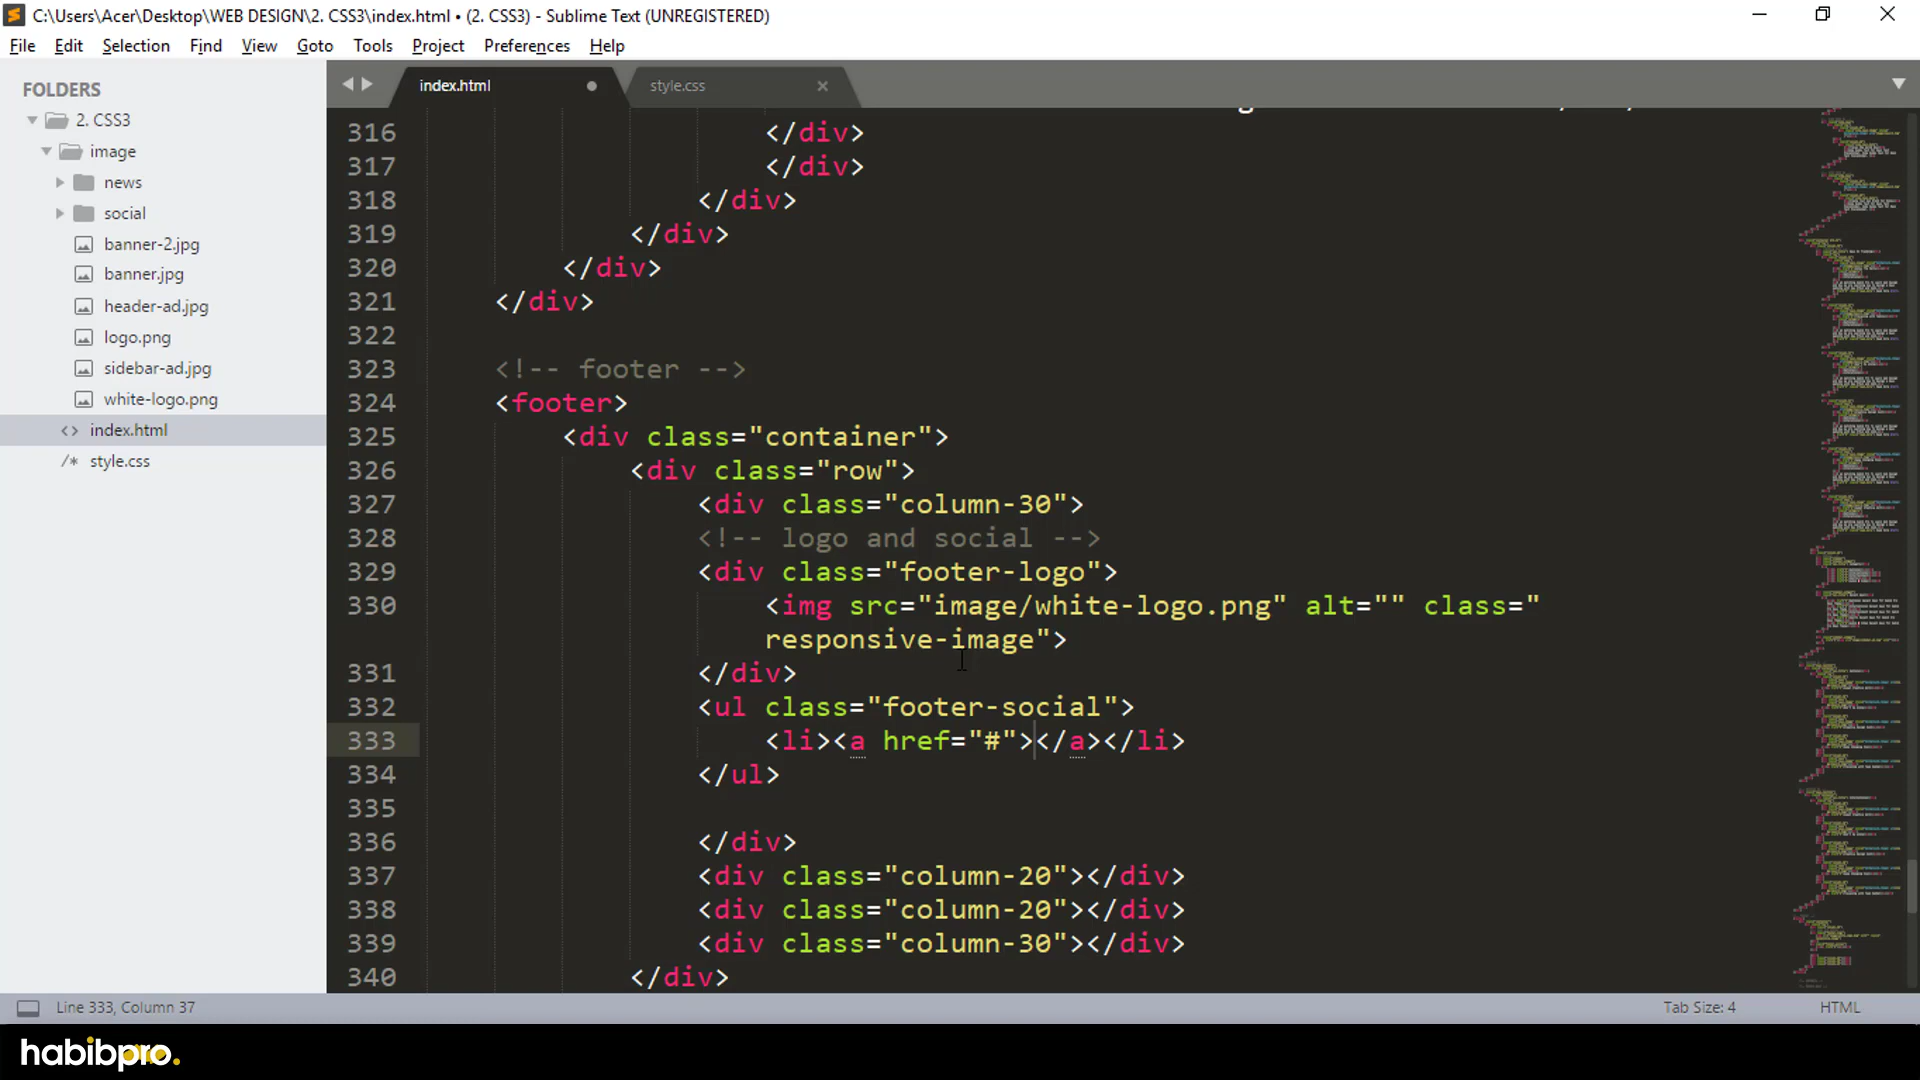 C:\Users\Acer\Desktop\WEB DESIGN\2. CSS3\index.html • (2. CSS3) - Sublime Text (UNREGISTERED)
File Edit Selection Find View Goto Tools Project Preferences Help
FOLDERS
2. CSS3
image
news
social
banner-2.jpg
banner.jpg
header-ad.jpg
logo.png
sidebar-ad.jpg
white-logo.png
<> index.html
/* style.css
index.html style.css
316 </div>
317 </div>
318 </div>
319 </div>
320 </div>
321 </div>
322
323 <!-- footer -->
324 <footer>
325 <div class="container">
326 <div class="row">
327 <div class="column-30">
328 <!-- logo and social -->
329 <div class="footer-logo">
330 <img src="image/white-logo.png" alt="" class="
responsive-image">
331 </div>
332 <ul class="footer-social">
333 <li><a href="#"></a></li>
334 </ul>
335
336 </div>
337 <div class="column-20"></div>
338 <div class="column-20"></div>
339 <div class="column-30"></div>
340 </div>
Line 333, Column 37 Tab Size: 4 HTML
habibpro.